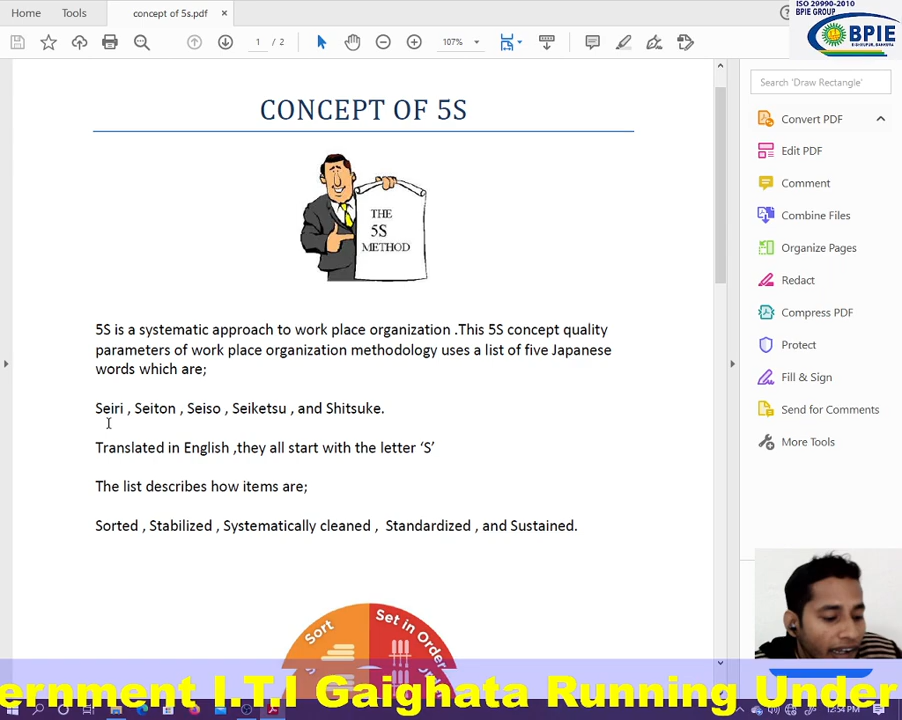 Home
Tools
concept of 5s.pdf
×
ISO 29990-2010
BPIE GROUP
BPIE
1 / 2
107%
CONCEPT OF 5S
THE
5S
METHOD
5S is a systematic approach to work place organization .This 5S concept quality
parameters of work place organization methodology uses a list of five Japanese
words which are;
Seiri , Seiton , Seiso , Seiketsu , and Shitsuke.
Translated in English ,they all start with the letter ‘S’
The list describes how items are;
Sorted , Stabilized , Systematically cleaned , Standardized , and Sustained.
Sort
Set in Order
Search 'Draw Rectangle'
Convert PDF
Edit PDF
Comment
Combine Files
Organize Pages
Redact
Compress PDF
Protect
Fill & Sign
Send for Comments
More Tools
ernment I.T.I Gaighata Running Under
12:54 PM